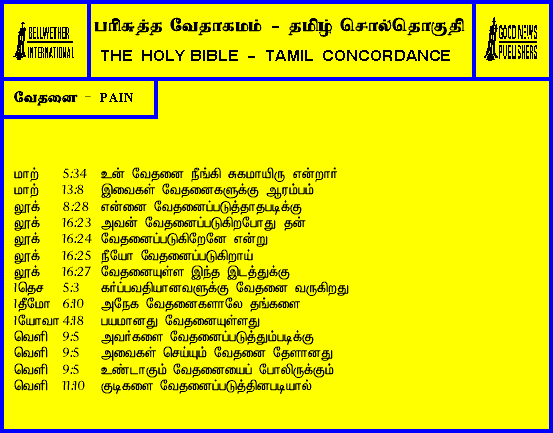 BELLWETHER
INTERNATIONAL
பரிசுத்த வேதாகமம் - தமிழ் சொல்தொகுதி
THE HOLY BIBLE - TAMIL CONCORDANCE
GOOD NEWS
PUBLISHERS
வேதனை - PAIN
மாற் 5:34 உன் வேதனை நீங்கி சுகமாயிரு என்றார்
மாற் 13:8 இவைகள் வேதனைகளுக்கு ஆரம்பம்
லூக் 8:28 என்னை வேதனைப்படுத்தாதபடிக்கு
லூக் 16:23 அவன் வேதனைப்படுகிறபோது தன்
லூக் 16:24 வேதனைப்படுகிறேனே என்று
லூக் 16:25 நீயோ வேதனைப்படுகிறாய்
லூக் 16:27 வேதனையுள்ள இந்த இடத்துக்கு
1தெச 5:3 கர்ப்பவதியானவளுக்கு வேதனை வருகிறது
1தீமோ 6:10 அநேக வேதனைகளாலே தங்களை
1யோவா 4:18 பயமானது வேதனையுள்ளது
வெளி 9:5 அவர்களை வேதனைப்படுத்தும்படிக்கு
வெளி 9:5 அவைகள் செய்யும் வேதனை தேளானது
வெளி 9:5 உண்டாகும் வேதனையைப் போலிருக்கும்
வெளி 11:10 குடிகளை வேதனைப்படுத்தினபடியால்